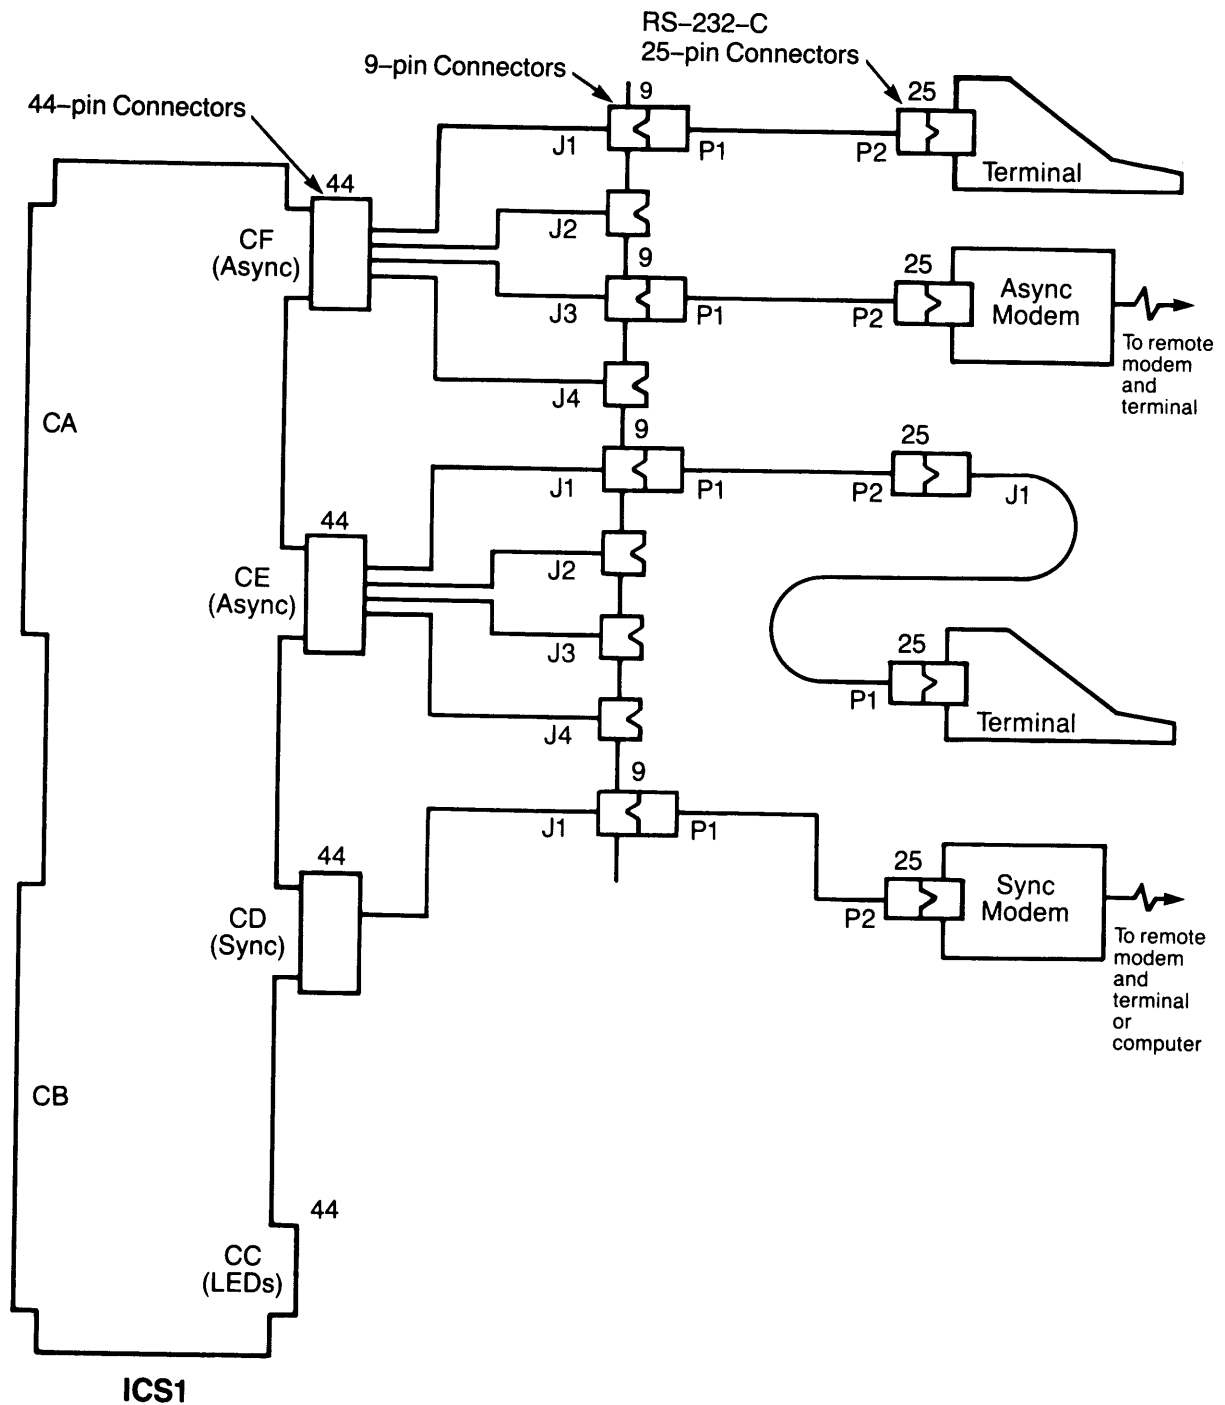 RS-232-C
25-pin Connectors
9-pin Connectors
44-pin Connectors
9
25
J1
P1
P2
Terminal
44
CF
(Async)
J2
9
25
J3
P1
P2
Async
Modem
To remote
modem
and
terminal
J4
CA
9
25
J1
P1
P2
J1
44
CE
(Async)
J2
J3
25
P1
Terminal
J4
9
J1
P1
44
25
CD
(Sync)
P2
Sync
Modem
To remote
modem
and
terminal
or
computer
CB
44
CC
(LEDs)
ICS1